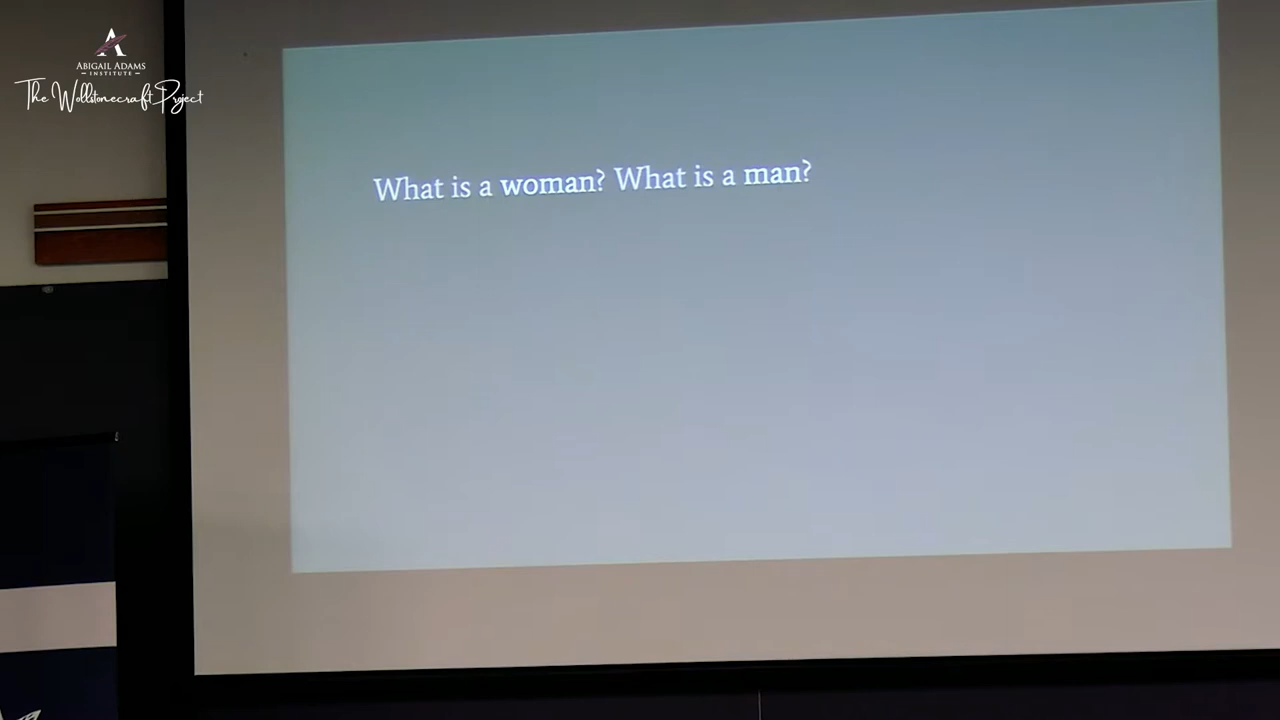 ABIGAIL ADAMS
INSTITUTE
The Wollstonecraft Project
What is a woman? What is a man?